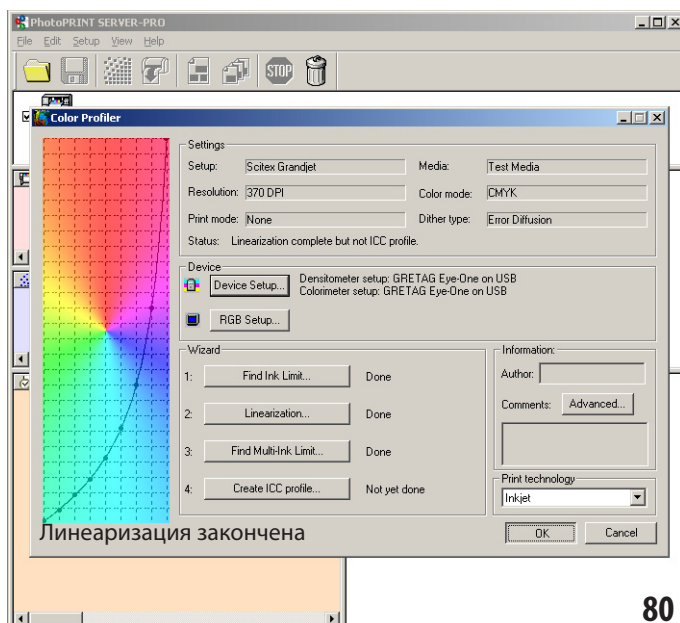 PhotoPRINT SERVER-PRO
File Edit Setup View Help
STOP
Color Profiler
Settings
Setup: Scitex Grandjet Media: Test Media
Resolution: 370 DPI Color mode: CMYK
Print mode: None Dither type: Error Diffusion
Status: Linearization complete but not ICC profile.
Device
Device Setup... Densitometer setup: GRETAG Eye-One on USB
Colorimeter setup: GRETAG Eye-One on USB
RGB Setup...
Wizard Information:
1: Find Ink Limit... Done Author:
2: Linearization... Done Comments: Advanced...
3: Find Multi-Ink Limit... Done
4: Create ICC profile... Not yet done
Print technology
Inkjet
Линеаризация закончена
OK Cancel
80